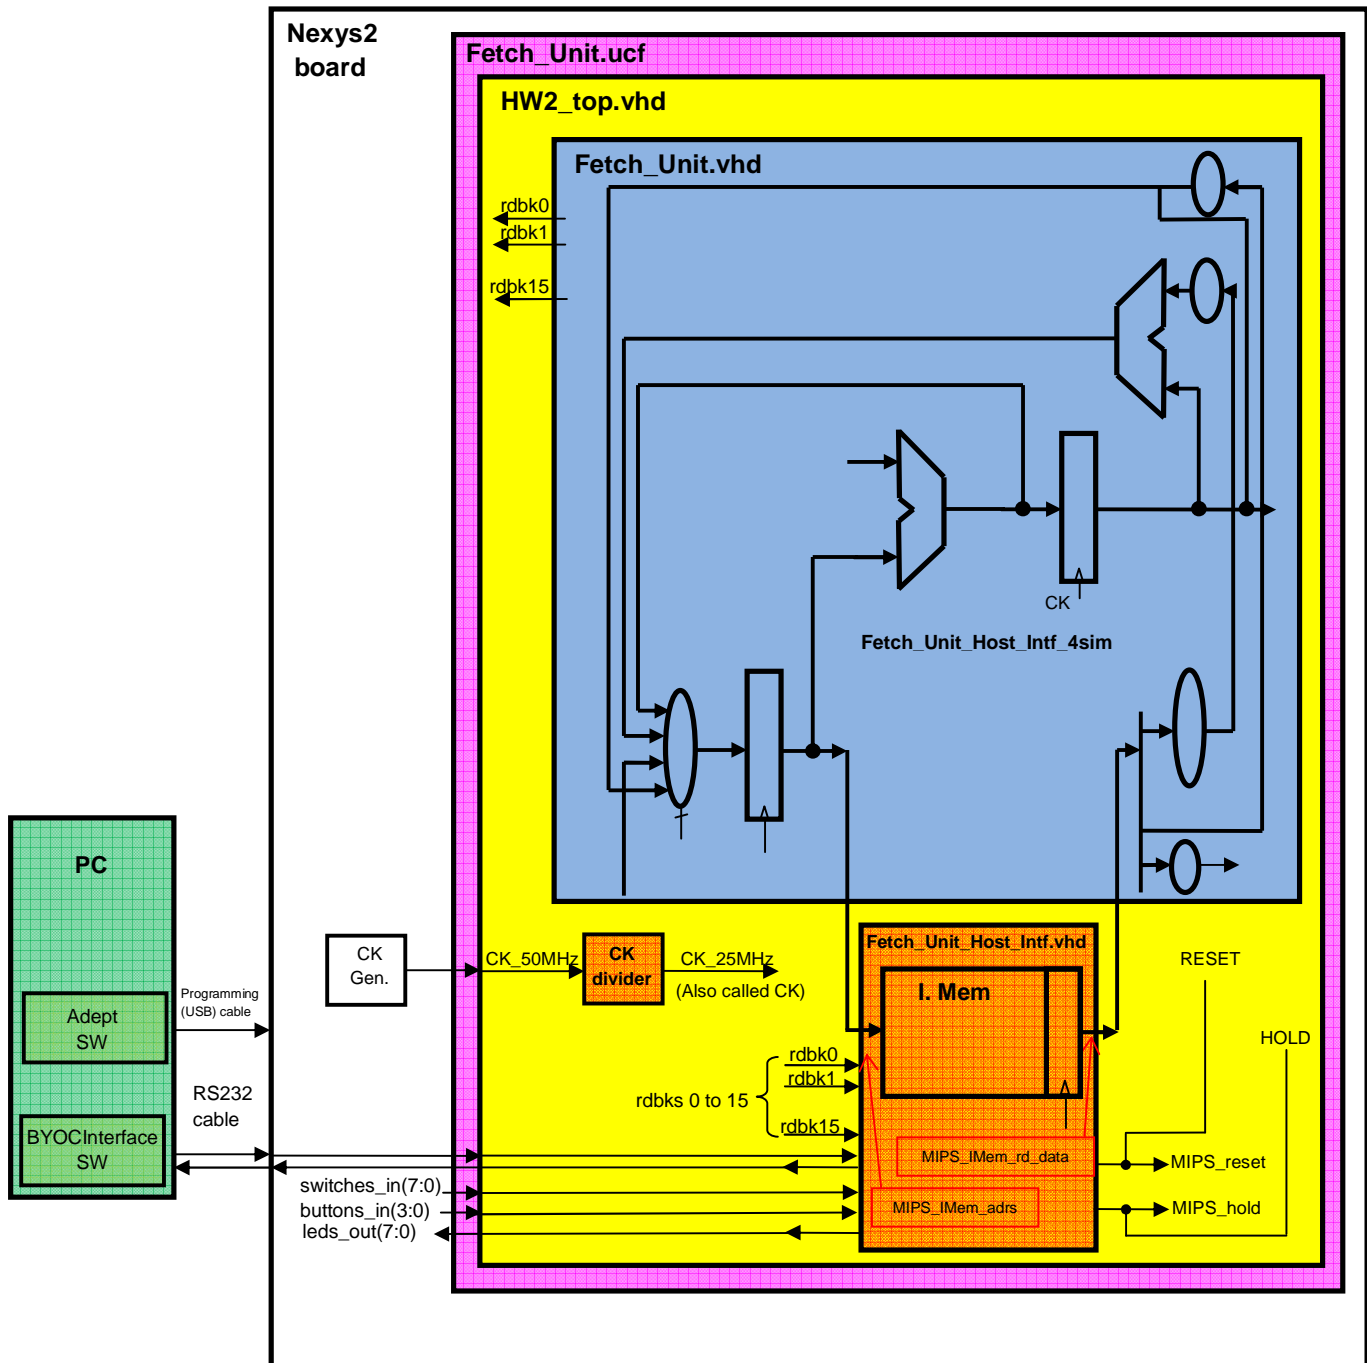 Nexys2
board
Fetch_Unit.ucf
HW2_top.vhd
Fetch_Unit.vhd
rdbk0
rdbk1
rdbk15
CK
Fetch_Unit_Host_Intf_4sim
PC
Adept
SW
BYOCInterface
SW
Programming
(USB) cable
RS232
cable
CK
Gen.
CK_50MHz
CK
divider
CK_25MHz
(Also called CK)
Fetch_Unit_Host_Intf.vhd
I. Mem
RESET
HOLD
rdbk0
rdbk1
rdbks 0 to 15
rdbk15
MIPS_IMem_rd_data
MIPS_reset
MIPS_IMem_adrs
MIPS_hold
switches_in(7:0)
buttons_in(3:0)
leds_out(7:0)